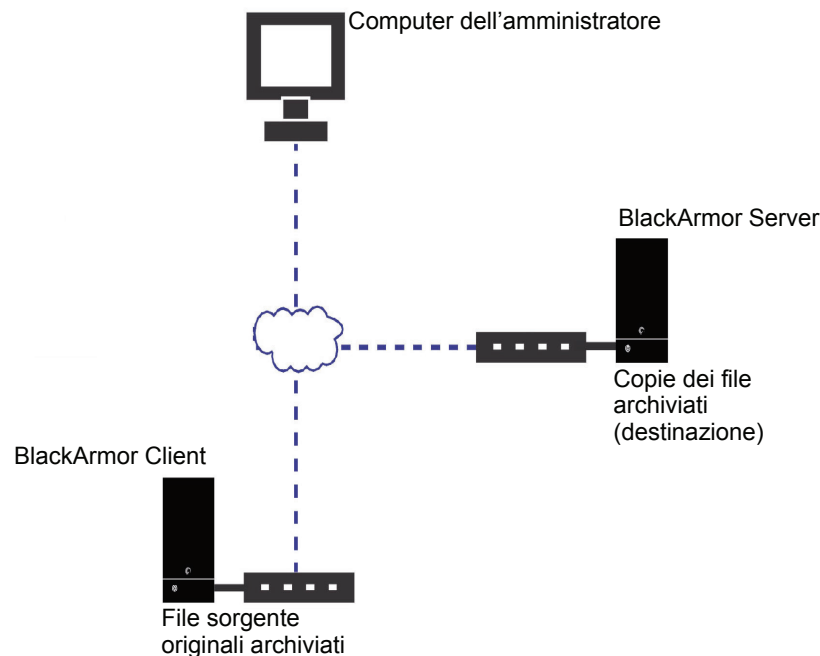 Computer dell’amministratore
BlackArmor Server
Copie dei file
archiviati
(destinazione)
BlackArmor Client
File sorgente
originali archiviati